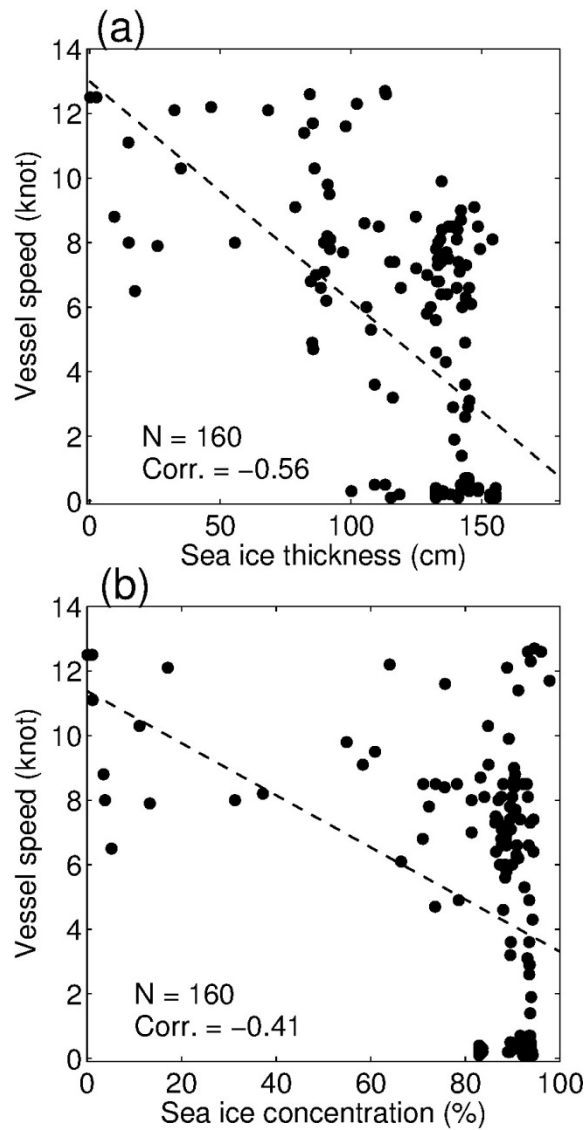 (a)
14
12
10
8
6
4
2
0
Vessel speed (knot)
N = 160
Corr. = −0.56
0 50 100 150
Sea ice thickness (cm)
(b)
14
12
10
8
6
4
2
0
Vessel speed (knot)
N = 160
Corr. = −0.41
0 20 40 60 80 100
Sea ice concentration (%)